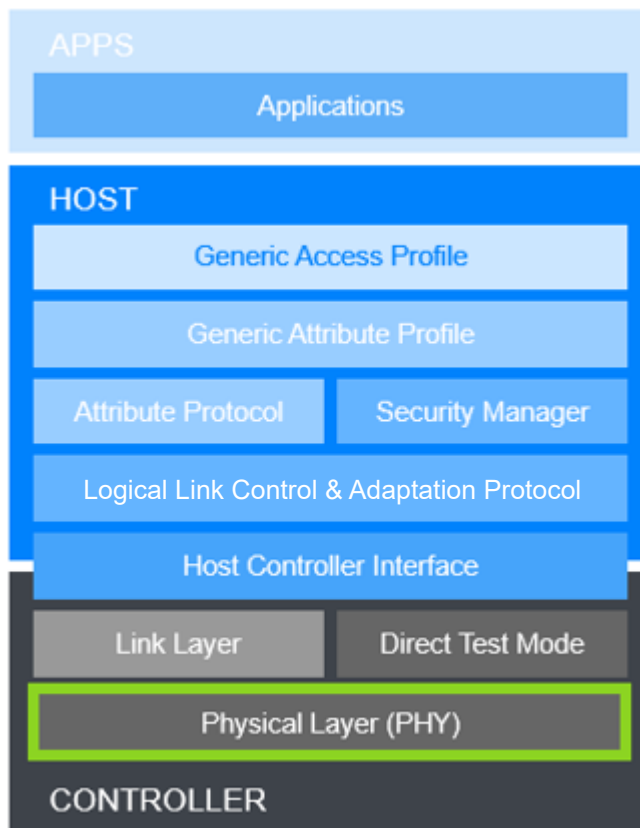 APPS
Applications
HOST
Generic Access Profile
Generic Attribute Profile
Attribute Protocol
Security Manager
Logical Link Control & Adaptation Protocol
Host Controller Interface
Link Layer
Direct Test Mode
Physical Layer (PHY)
CONTROLLER